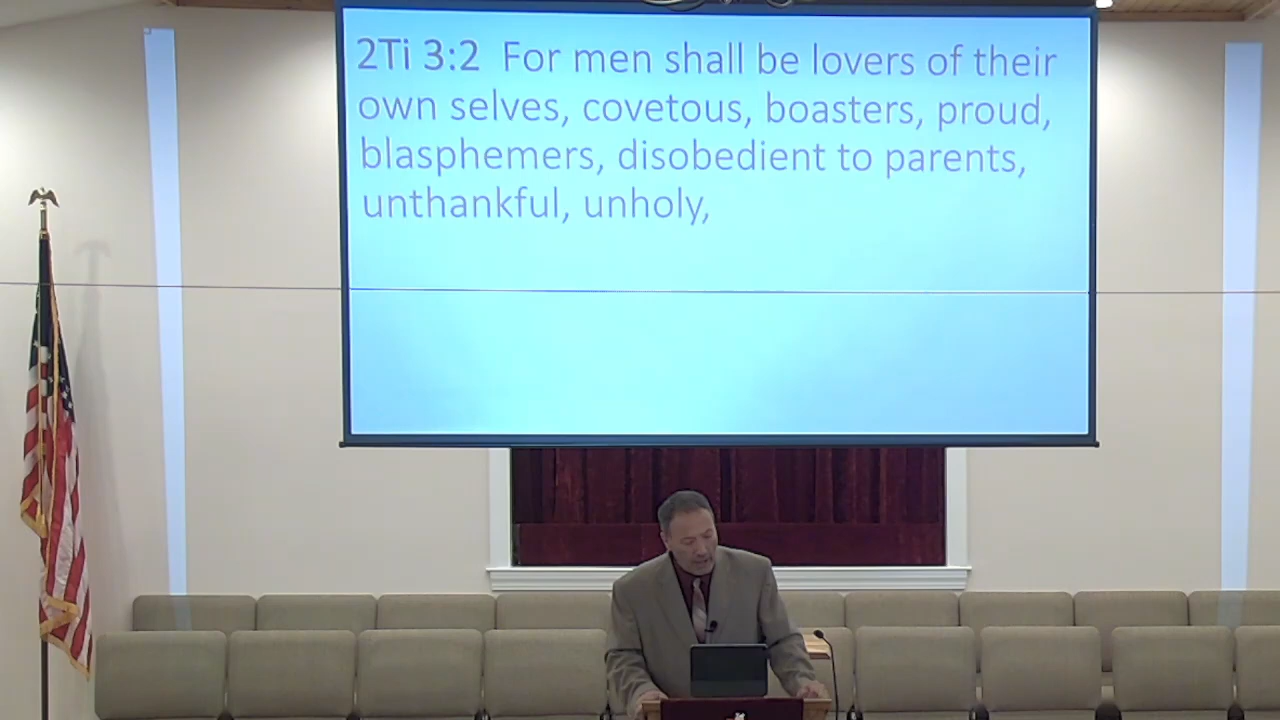 2Ti 3:2 For men shall be lovers of their
own selves, covetous, boasters, proud,
blasphemers, disobedient to parents,
unthankful, unholy,